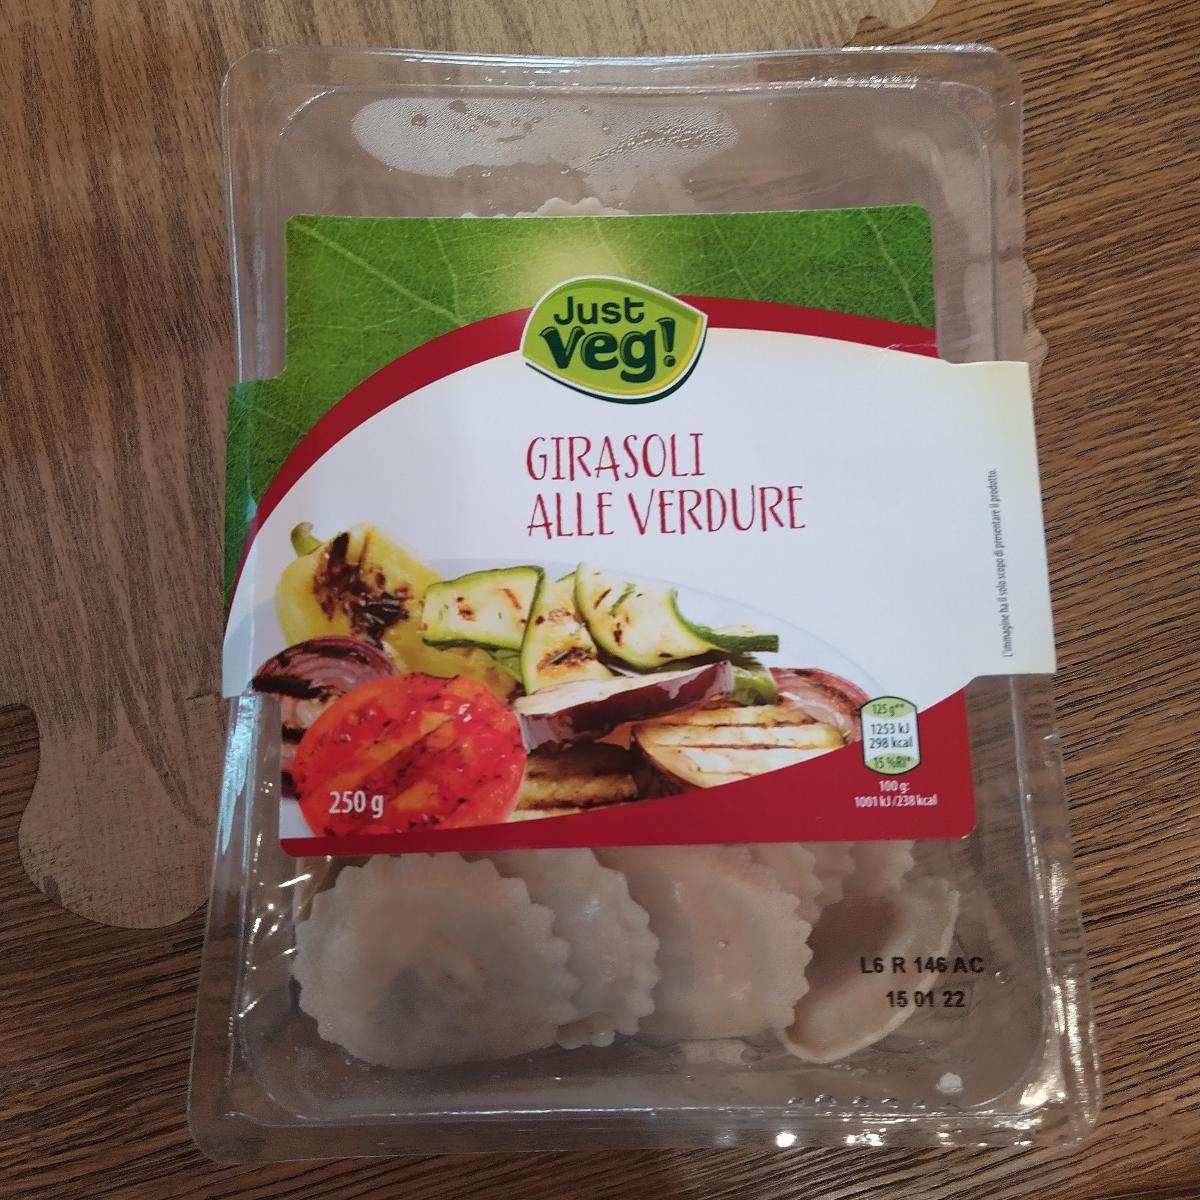 Just
Veg!
GIRASOLI
ALLE VERDURE
L'immagine ha il solo scopo di presentare il prodotto.
125 g**
1253 kJ
298 kcal
15 %RI*
100 g:
1001 kJ /238 kcal
250 g
L6 R 146 AC
15 01 22